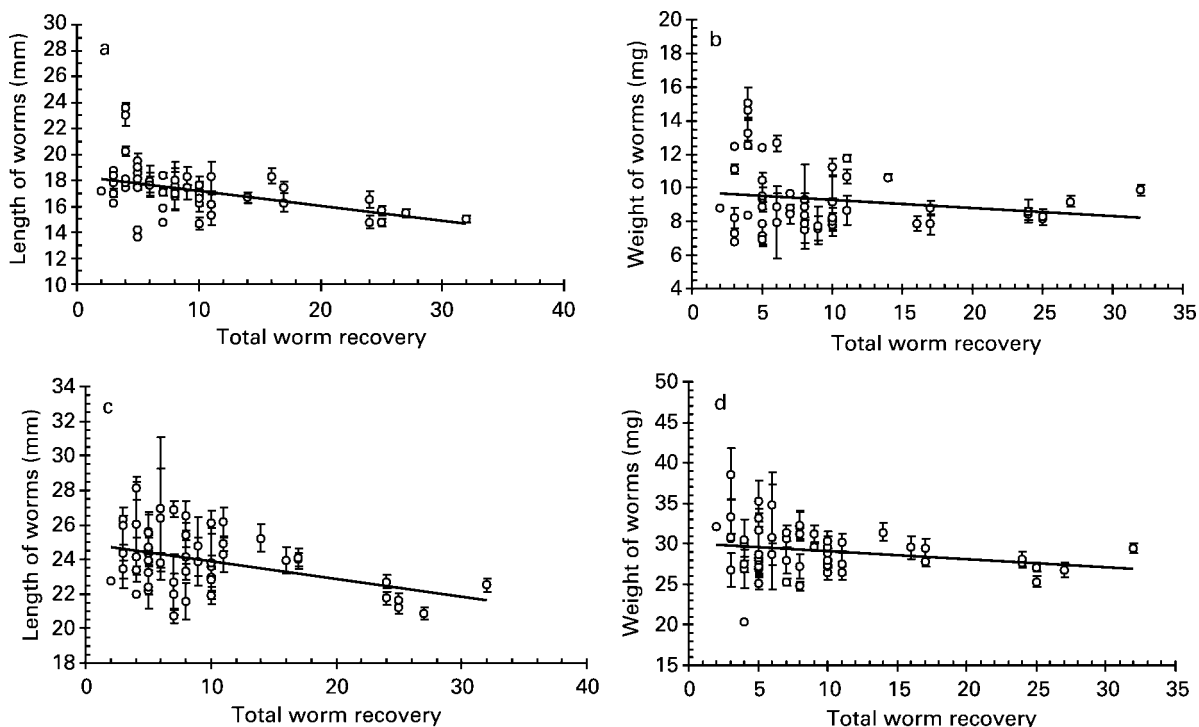 a
Length of worms (mm)
30
28
26
24
22
20
18
16
14
12
10
0 10 20 30 40
Total worm recovery
b
Weight of worms (mg)
20
18
16
14
12
10
8
6
4
0 5 10 15 20 25 30 35
Total worm recovery
c
Length of worms (mm)
34
32
30
28
26
24
22
20
18
0 10 20 30 40
Total worm recovery
d
Weight of worms (mg)
50
45
40
35
30
25
20
15
0 5 10 15 20 25 30 35
Total worm recovery